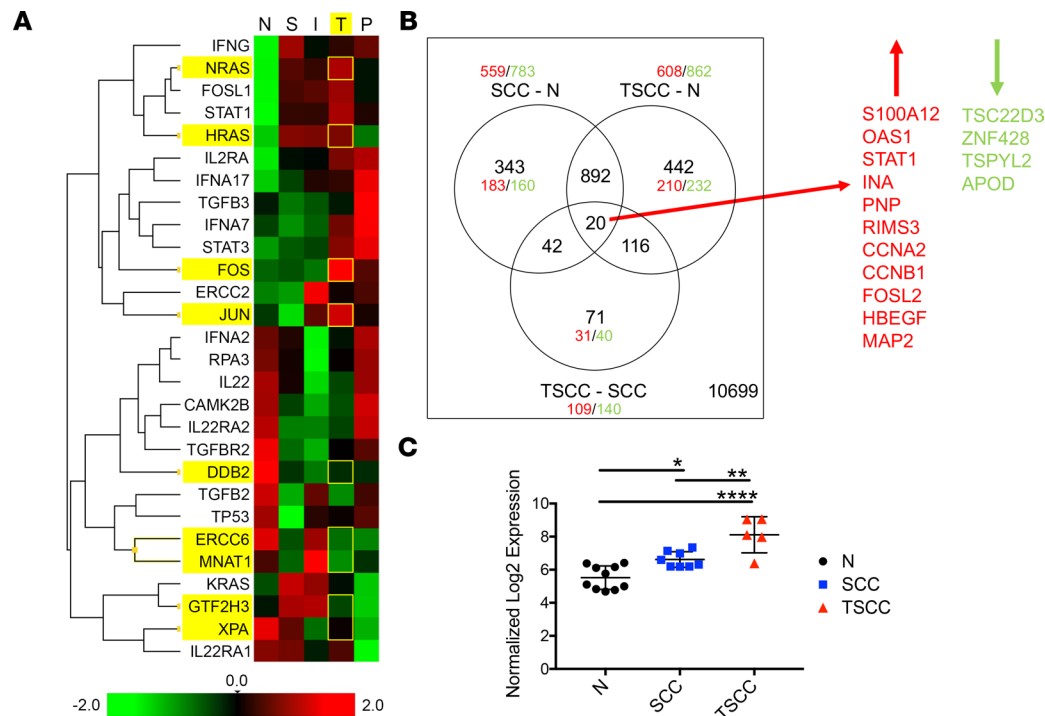 A
N S I T P
IFNG
NRAS
FOSL1
STAT1
HRAS
IL2RA
IFNA17
TGFB3
IFNA7
STAT3
FOS
ERCC2
JUN
IFNA2
RPA3
IL22
CAMK2B
IL22RA2
TGFBR2
DDB2
TGFB2
TP53
ERCC6
MNAT1
KRAS
GTF2H3
XPA
IL22RA1
0.0
-2.0 2.0
B
559/783 608/862
SCC - N TSCC - N
343 892 442
183/160 210/232
20
42 116
71
31/40
TSCC - SCC 10699
109/140
S100A12
OAS1
STAT1
INA
PNP
RIMS3
CCNA2
CCNB1
FOSL2
HBEGF
MAP2
TSC22D3
ZNF428
TSPYL2
APOD
C
*
**
****
Normalized Log2 Expression
10
8
6
4
2
0
N SCC TSCC
N
SCC
TSCC